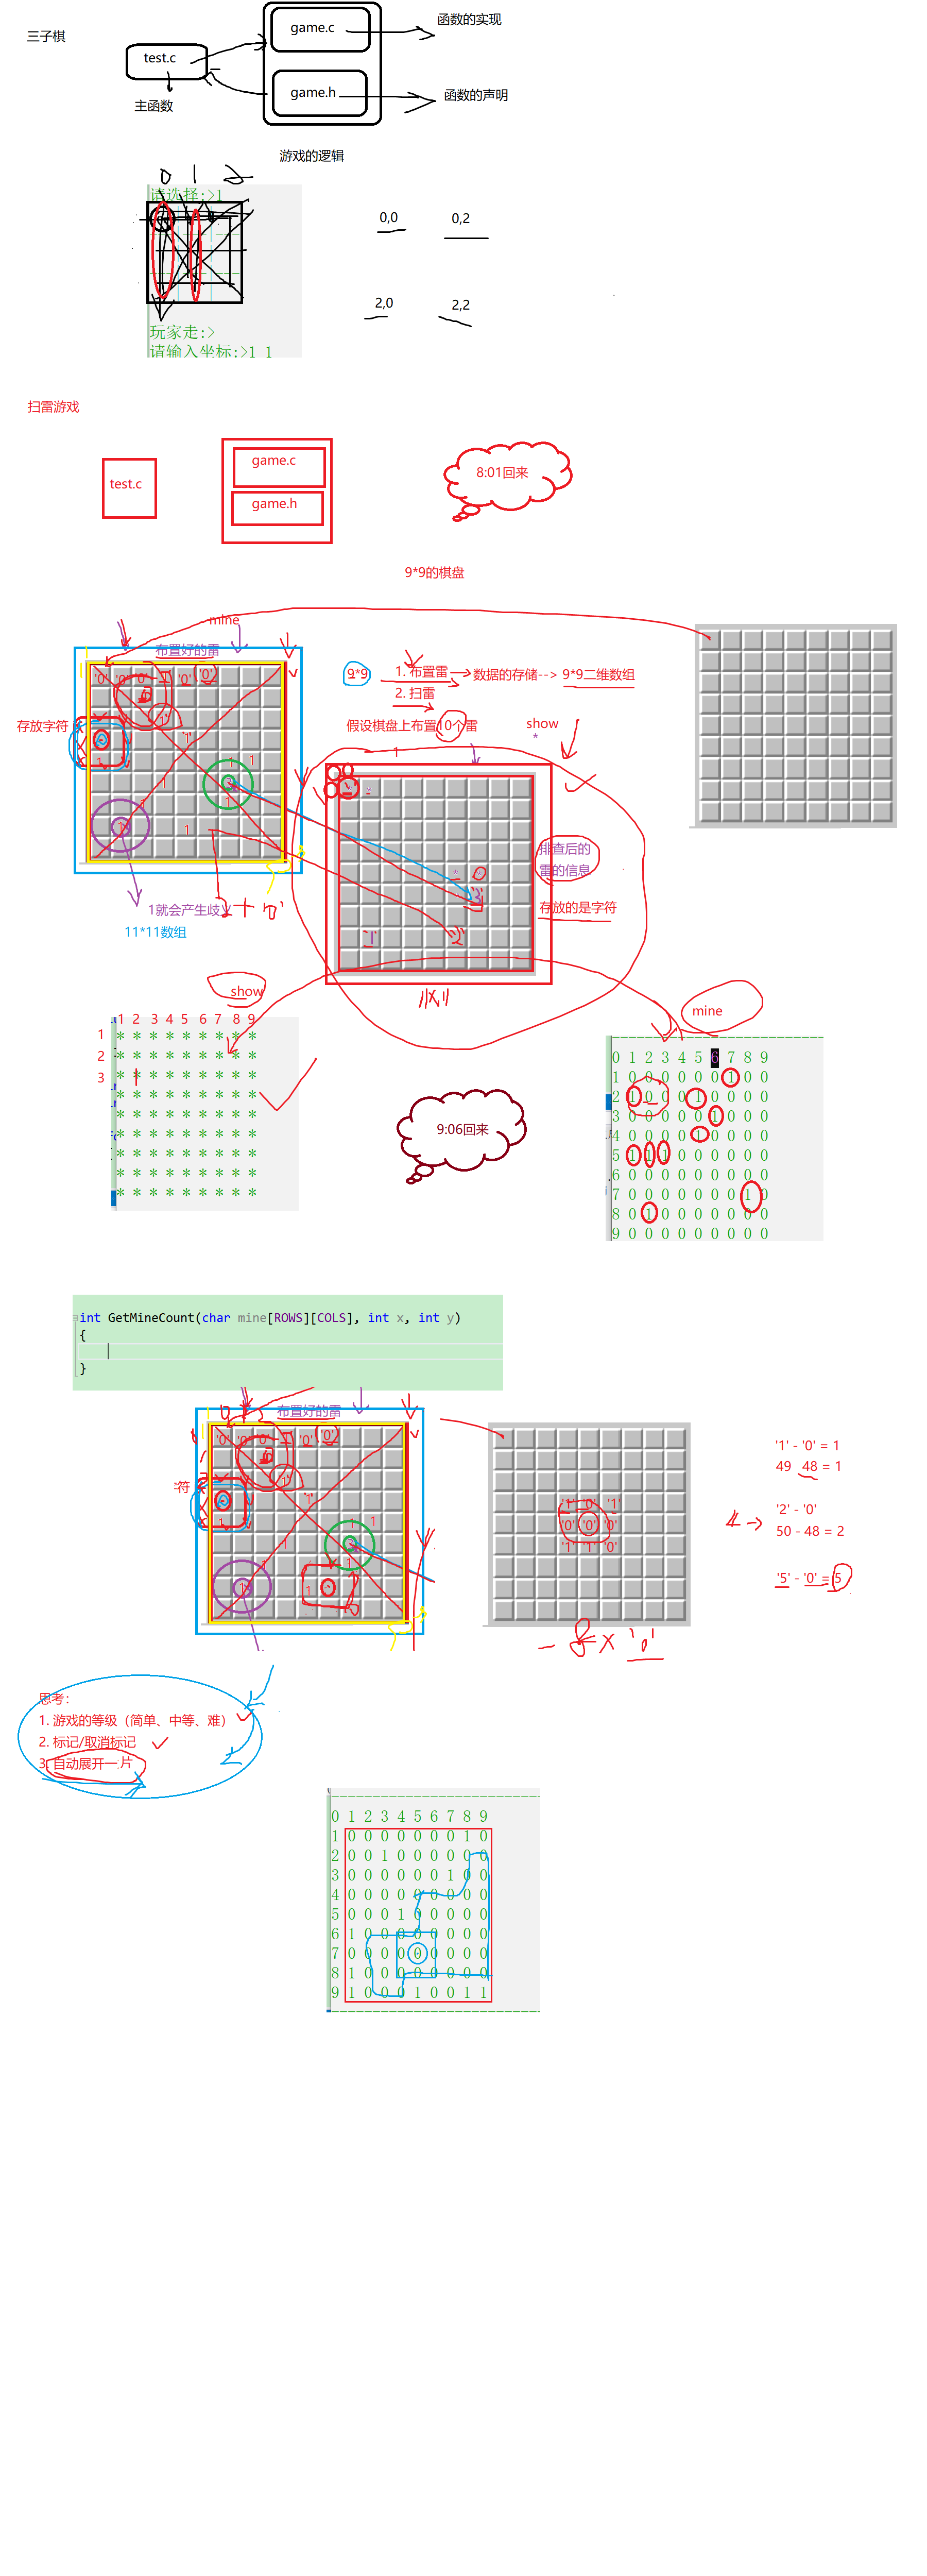 三子棋
test.c
主函数
game.c
game.h
函数的实现
函数的声明
游戏的逻辑
0 1 2
请选择:>1
玩家走:>
请输入坐标:>1 1
0,0
0,2
2,0
2,2
扫雷游戏
test.c
game.c
game.h
8:01回来
9*9的棋盘
mine
布置好的雷
存放字符
1就会产生歧义
11*11数组
9*9
1. 布置雷
2. 扫雷
数据的存储--> 9*9二维数组
假设棋盘上布置10个雷
show
*
排查后的
雷的信息
存放的是字符
11X11
show
1 2 3 4 5 6 7 8 9
1 * * * * * * * * *
2 * * * * * * * * *
3 * * * * * * * * *
* * * * * * * * *
* * * * * * * * *
* * * * * * * * *
* * * * * * * * *
* * * * * * * * *
* * * * * * * * *
9:06回来
mine
0 1 2 3 4 5 6 7 8 9
1 0 0 0 0 0 0 1 0 0
2 1 0 0 0 1 0 0 0 0
3 0 0 0 0 0 1 0 0 0
4 0 0 0 0 1 0 0 0 0
5 1 1 1 0 0 0 0 0 0
6 0 0 0 0 0 0 0 0 0
7 0 0 0 0 0 0 0 1 0
8 0 1 0 0 0 0 0 0 0
9 0 0 0 0 0 0 0 0 0
int GetMineCount(char mine[ROWS][COLS], int x, int y)
{
}
布置好的雷
符
'1' '0' '1'
'0' '0' '0'
'1' '1' '0'
- 8 x '0'
'1' - '0' = 1
49 48 = 1
'2' - '0'
50 - 48 = 2
'5' - '0' = 5
思考：
1. 游戏的等级（简单、中等、难）
2. 标记/取消标记
3. 自动展开一片
0 1 2 3 4 5 6 7 8 9
1 0 0 0 0 0 0 0 1 0
2 0 0 1 0 0 0 0 0 0
3 0 0 0 0 0 0 1 0 0
4 0 0 0 0 0 0 0 0 0
5 0 0 0 1 0 0 0 0 0
6 1 0 0 0 0 0 0 0 0
7 0 0 0 0 0 0 0 0 0
8 1 0 0 0 0 0 0 0 0
9 1 0 0 0 1 0 0 1 1